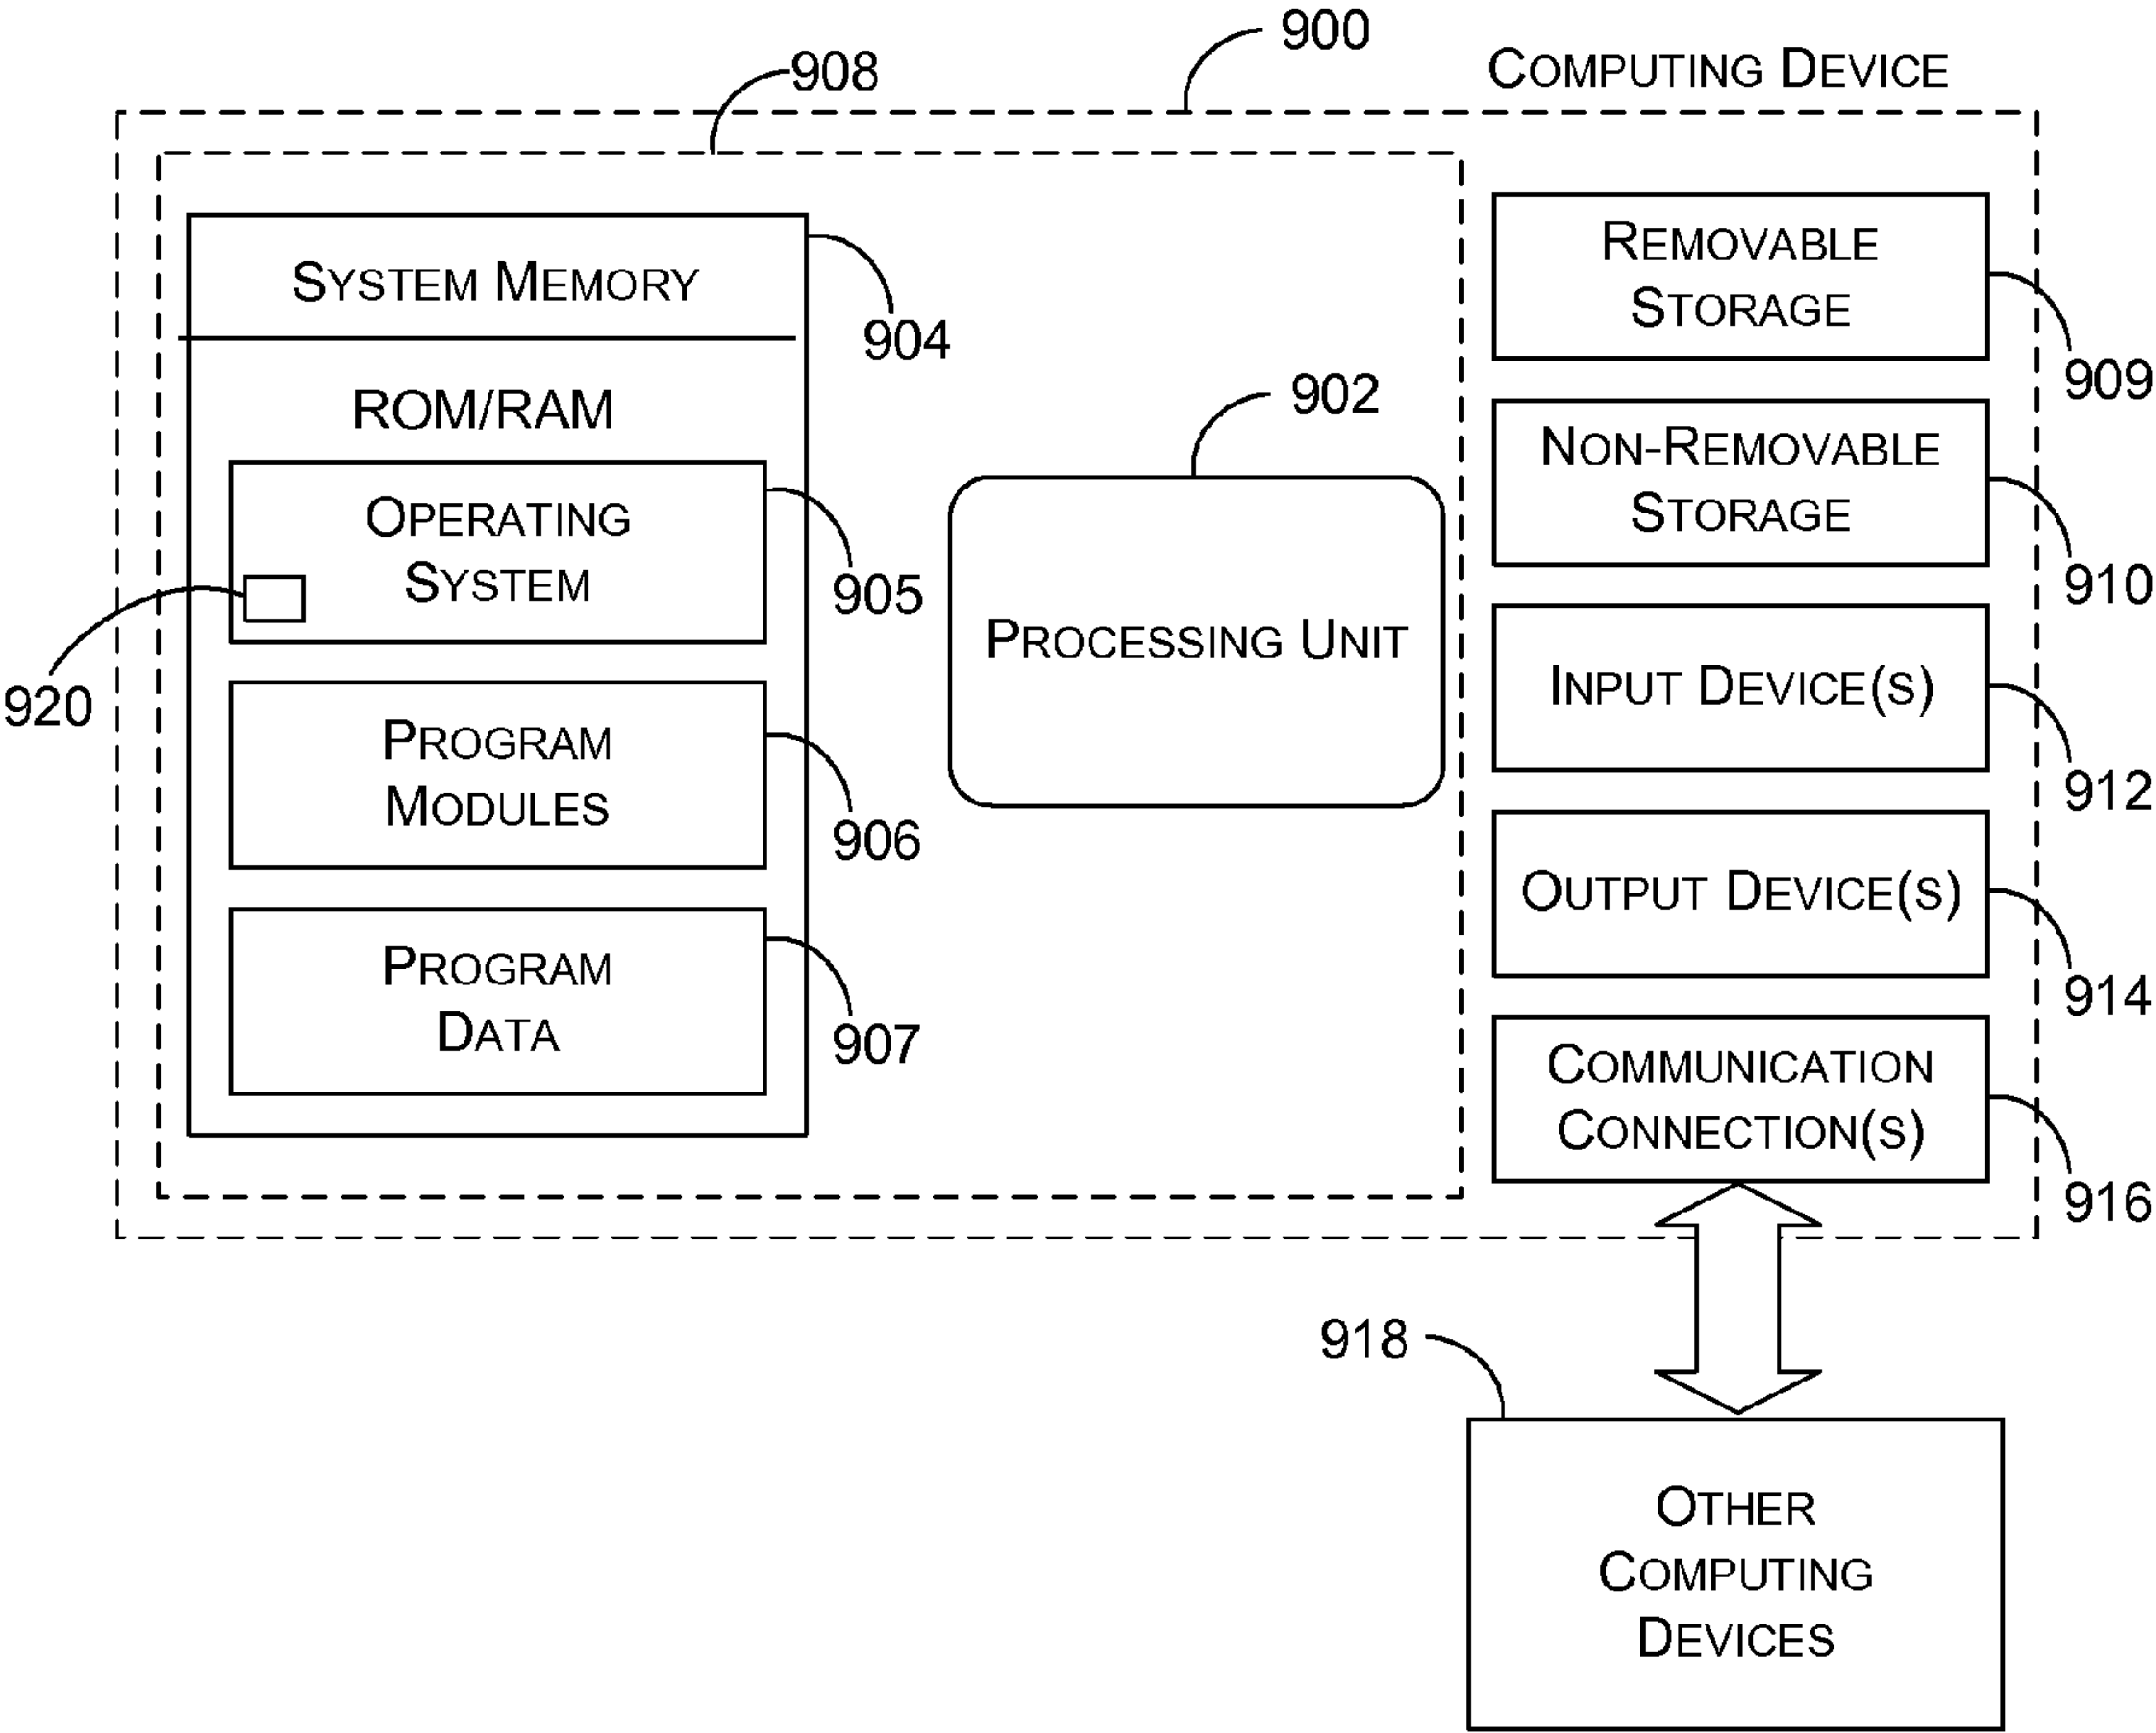 900
COMPUTING DEVICE
908
SYSTEM MEMORY
904
ROM/RAM
OPERATING
SYSTEM
905
920
PROGRAM
MODULES
906
PROGRAM
DATA
907
902
PROCESSING UNIT
REMOVABLE
STORAGE
909
NON-REMOVABLE
STORAGE
910
INPUT DEVICE(S)
912
OUTPUT DEVICE(S)
914
COMMUNICATION
CONNECTION(S)
916
918
OTHER
COMPUTING
DEVICES